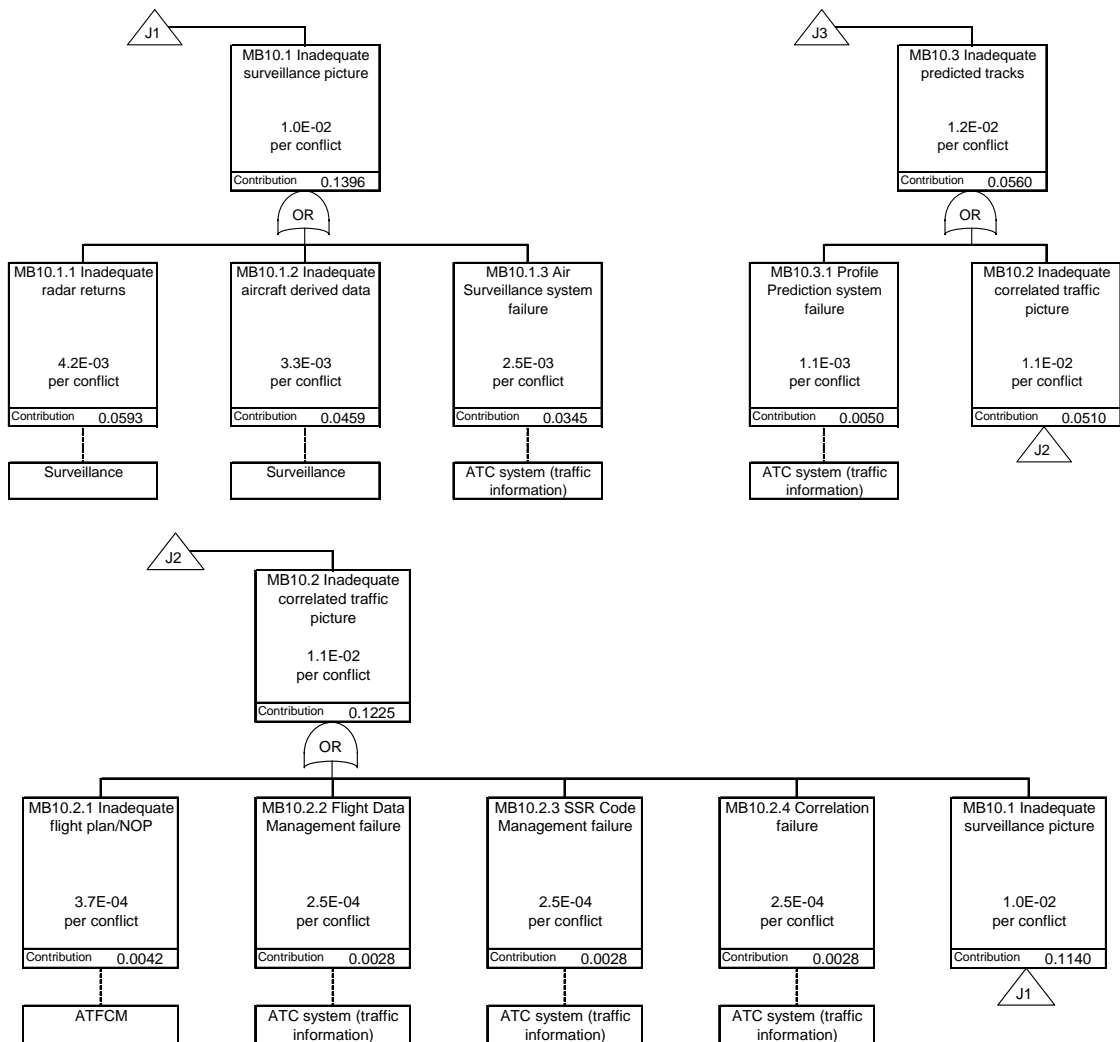 J1
MB10.1 Inadequate
surveillance picture
1.0E-02
per conflict
Contribution 0.1396
OR
MB10.1.1 Inadequate
radar returns
4.2E-03
per conflict
Contribution 0.0593
Surveillance
MB10.1.2 Inadequate
aircraft derived data
3.3E-03
per conflict
Contribution 0.0459
Surveillance
MB10.1.3 Air
Surveillance system
failure
2.5E-03
per conflict
Contribution 0.0345
ATC system (traffic
information)
J3
MB10.3 Inadequate
predicted tracks
1.2E-02
per conflict
Contribution 0.0560
OR
MB10.3.1 Profile
Prediction system
failure
1.1E-03
per conflict
Contribution 0.0050
ATC system (traffic
information)
MB10.2 Inadequate
correlated traffic
picture
1.1E-02
per conflict
Contribution 0.0510
J2
J2
MB10.2 Inadequate
correlated traffic
picture
1.1E-02
per conflict
Contribution 0.1225
OR
MB10.2.1 Inadequate
flight plan/NOP
3.7E-04
per conflict
Contribution 0.0042
ATFCM
MB10.2.2 Flight Data
Management failure
2.5E-04
per conflict
Contribution 0.0028
ATC system (traffic
information)
MB10.2.3 SSR Code
Management failure
2.5E-04
per conflict
Contribution 0.0028
ATC system (traffic
information)
MB10.2.4 Correlation
failure
2.5E-04
per conflict
Contribution 0.0028
ATC system (traffic
information)
MB10.1 Inadequate
surveillance picture
1.0E-02
per conflict
Contribution 0.1140
J1